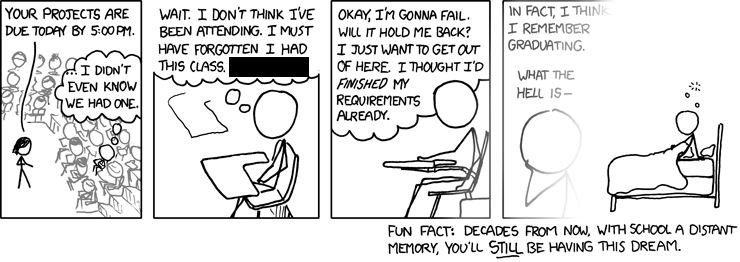 YOUR PROJECTS ARE
DUE TODAY BY 5:00 PM.
... I DIDN'T
EVEN KNOW
WE HAD ONE.
WAIT. I DON'T THINK I'VE
BEEN ATTENDING. I MUST
HAVE FORGOTTEN I HAD
THIS CLASS.
OKAY, I'M GONNA FAIL.
WILL IT HOLD ME BACK?
I JUST WANT TO GET OUT
OF HERE. I THOUGHT I'D
FINISHED MY
REQUIREMENTS
ALREADY.
IN FACT, I THINK
I REMEMBER
GRADUATING.
WHAT THE
HELL IS—
FUN FACT: DECADES FROM NOW, WITH SCHOOL A DISTANT
MEMORY, YOU'LL STILL BE HAVING THIS DREAM.